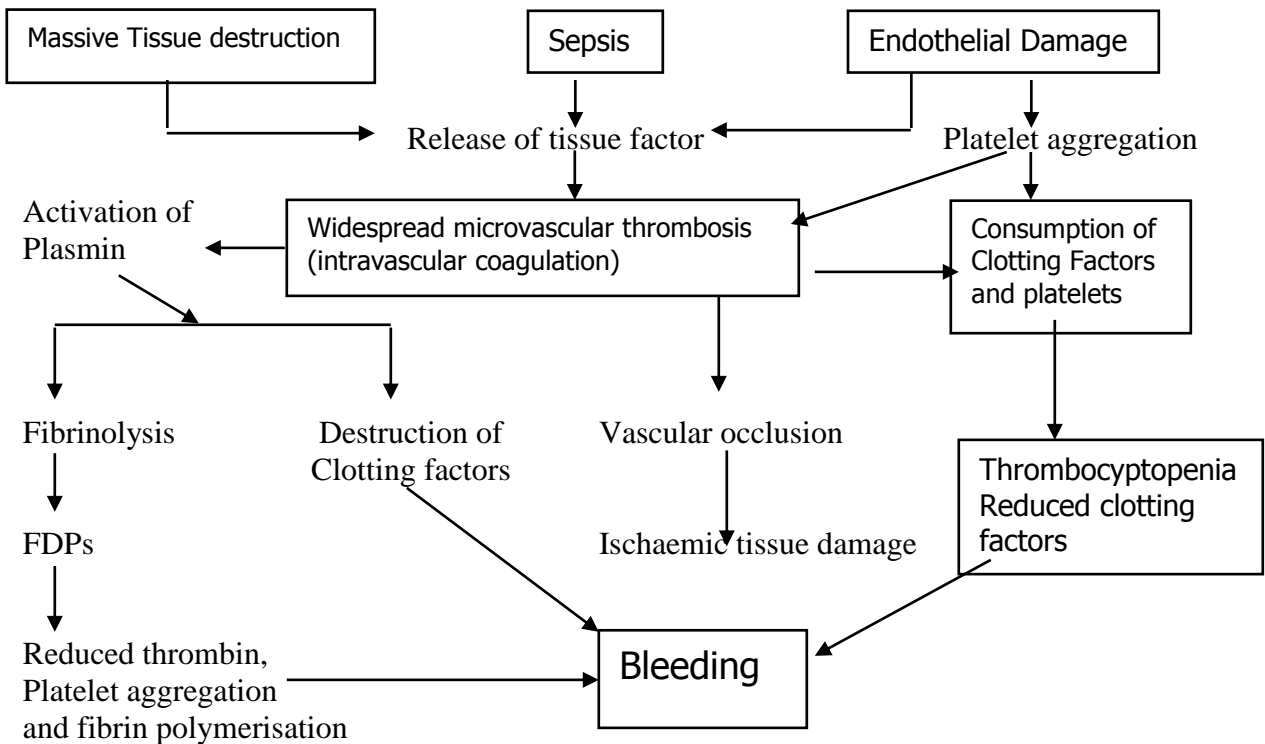 Massive Tissue destruction
Sepsis
Endothelial Damage
Release of tissue factor
Platelet aggregation
Activation of
Plasmin
Widespread microvascular thrombosis
(intravascular coagulation)
Consumption of
Clotting Factors
and platelets
Fibrinolysis
Destruction of
Clotting factors
Vascular occlusion
Thrombocyptopenia
Reduced clotting
factors
FDPs
Ischaemic tissue damage
Reduced thrombin,
Platelet aggregation
and fibrin polymerisation
Bleeding